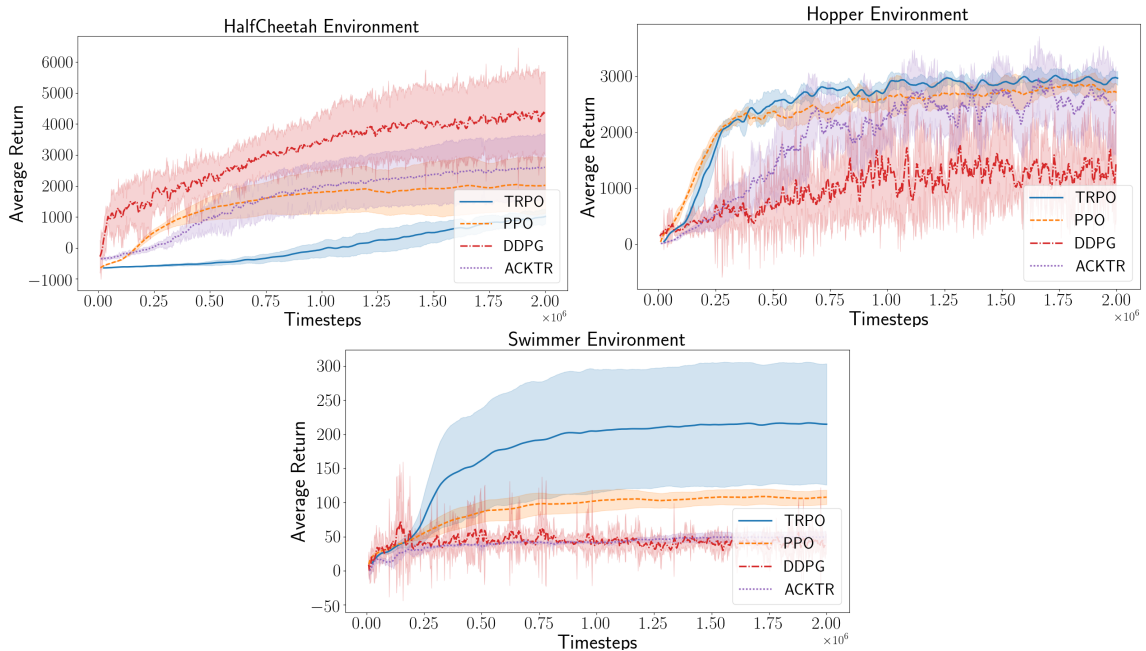 HalfCheetah Environment
Average Return
6000
5000
4000
3000
2000
1000
0
−1000
0.00 0.25 0.50 0.75 1.00 1.25 1.50 1.75 2.00
×10^6
Timesteps
TRPO
PPO
DDPG
ACKTR
Hopper Environment
Average Return
3000
2000
1000
0
0.00 0.25 0.50 0.75 1.00 1.25 1.50 1.75 2.00
×10^6
Timesteps
TRPO
PPO
DDPG
ACKTR
Swimmer Environment
Average Return
300
250
200
150
100
50
0
−50
0.00 0.25 0.50 0.75 1.00 1.25 1.50 1.75 2.00
×10^6
Timesteps
TRPO
PPO
DDPG
ACKTR